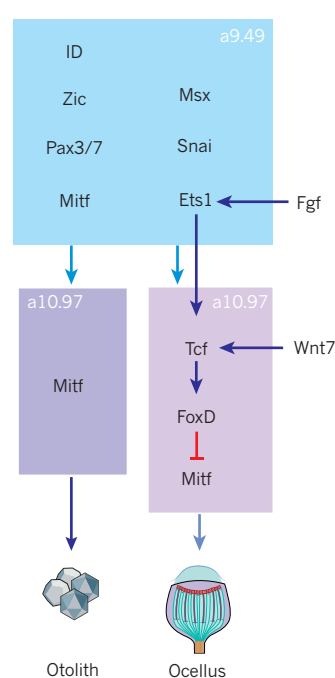 a9.49
ID
Zic
Msx
Pax3/7
Snai
Mitf
Ets1
Fgf
a10.97
a10.97
Mitf
Tcf
Wnt7
FoxD
Mitf
Otolith
Ocellus